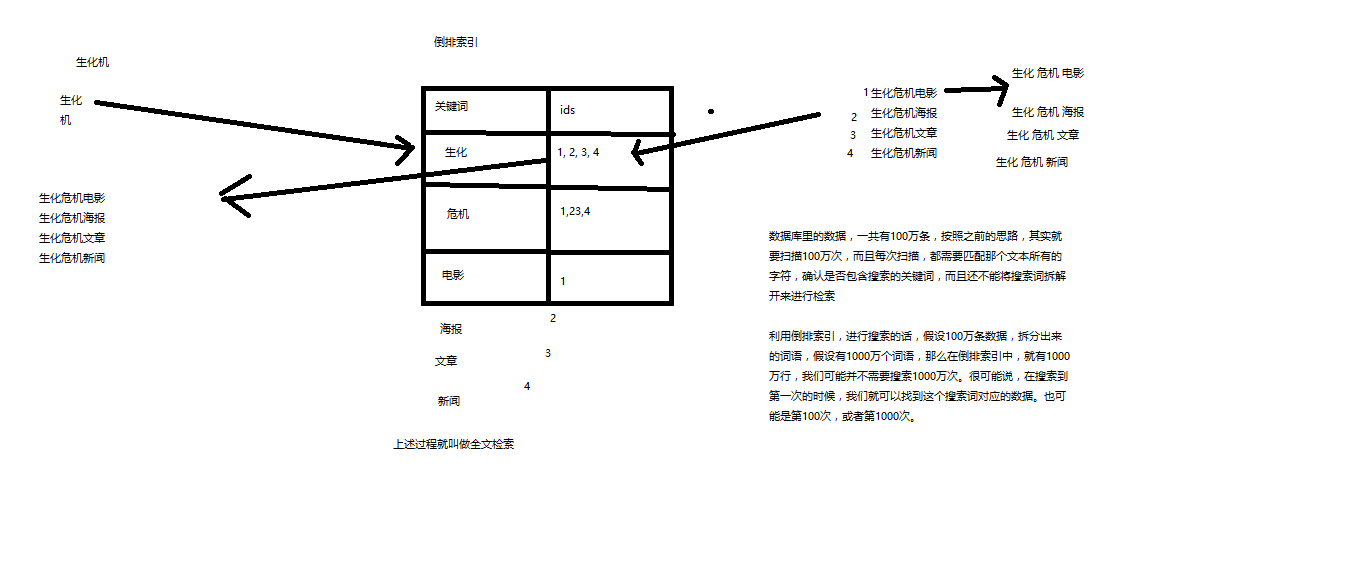 倒排索引
生化机
生化
机
生化危机电影
生化危机海报
生化危机文章
生化危机新闻
关键词 ids
生化 1, 2, 3, 4
危机 1,23,4
电影 1
海报 2
文章 3
新闻 4
上述过程就叫做全文检索
1 生化危机电影
2 生化危机海报
3 生化危机文章
4 生化危机新闻
生化 危机 电影
生化 危机 海报
生化 危机 文章
生化 危机 新闻
数据库里的数据，一共有100万条，按照之前的思路，其实就
要扫描100万次，而且每次扫描，都需要匹配那个文本所有的
字符，确认是否包含搜索的关键词，而且还不能将搜索词拆解
开来进行检索
利用倒排索引，进行搜索的话，假设100万条数据，拆分出来
的词语，假设有1000万个词语，那么在倒排索引中，就有1000
万行，我们可能并不需要搜索1000万次。很可能说，在搜索到
第一次的时候，我们就可以找到这个搜索词对应的数据。也可
能是第100次，或者第1000次。